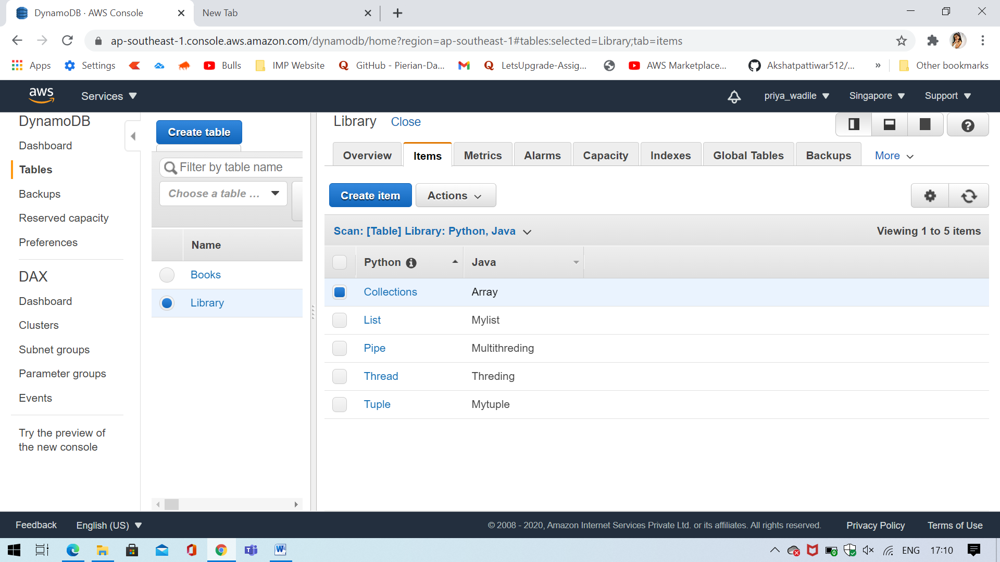 DynamoDB · AWS Console
New Tab
ap-southeast-1.console.aws.amazon.com/dynamodb/home?region=ap-southeast-1#tables:selected=Library;tab=items
Apps
Settings
Bulls
IMP Website
GitHub - Pierian-Da...
LetsUpgrade-Assig...
AWS Marketplace...
Akshatpattiwar512/...
»
Other bookmarks
aws
Services
priya_wadile
Singapore
Support
DynamoDB
Dashboard
Tables
Backups
Reserved capacity
Preferences
DAX
Dashboard
Clusters
Subnet groups
Parameter groups
Events
Try the preview of
the new console
Create table
Filter by table name
Choose a table ...
Name
Books
Library
Library Close
Overview Items Metrics Alarms Capacity Indexes Global Tables Backups More
Create item Actions
Scan: [Table] Library: Python, Java
Viewing 1 to 5 items
Python Java
Collections Array
List Mylist
Pipe Multithreding
Thread Threding
Tuple Mytuple
Feedback English (US)
© 2008 - 2020, Amazon Internet Services Private Ltd. or its affiliates. All rights reserved.
Privacy Policy Terms of Use
ENG 17:10